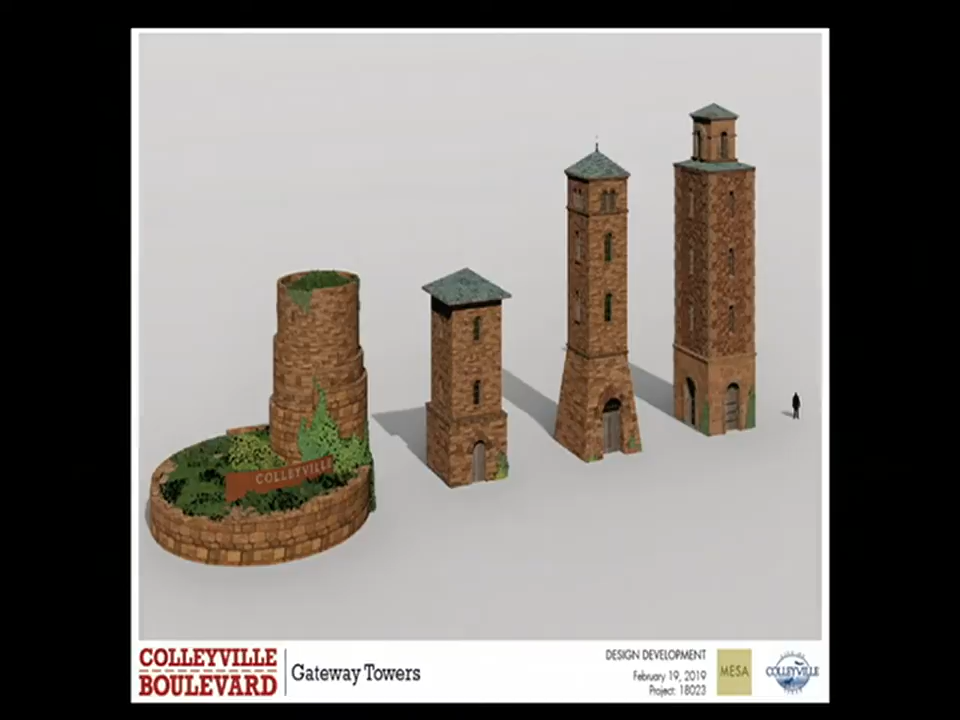 COLLEYVILLE
COLLEYVILLE
BOULEVARD
Gateway Towers
DESIGN DEVELOPMENT
February 19, 2019
Project: 18023
MESA
COLLEYVILLE